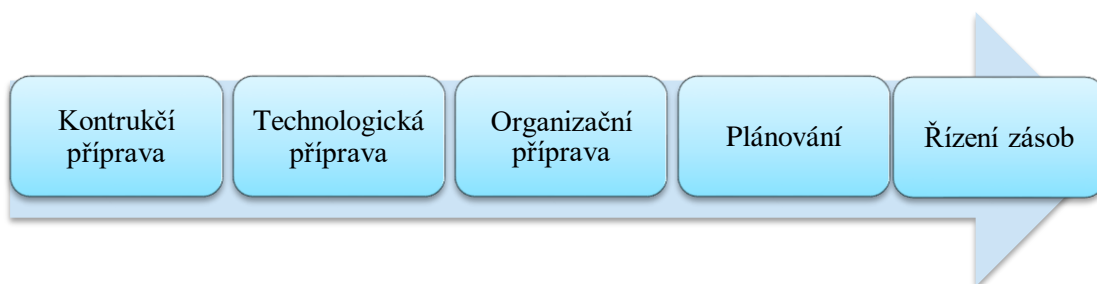 Kontrukčí
příprava
Technologická
příprava
Organizační
příprava
Plánování
Řízení zásob